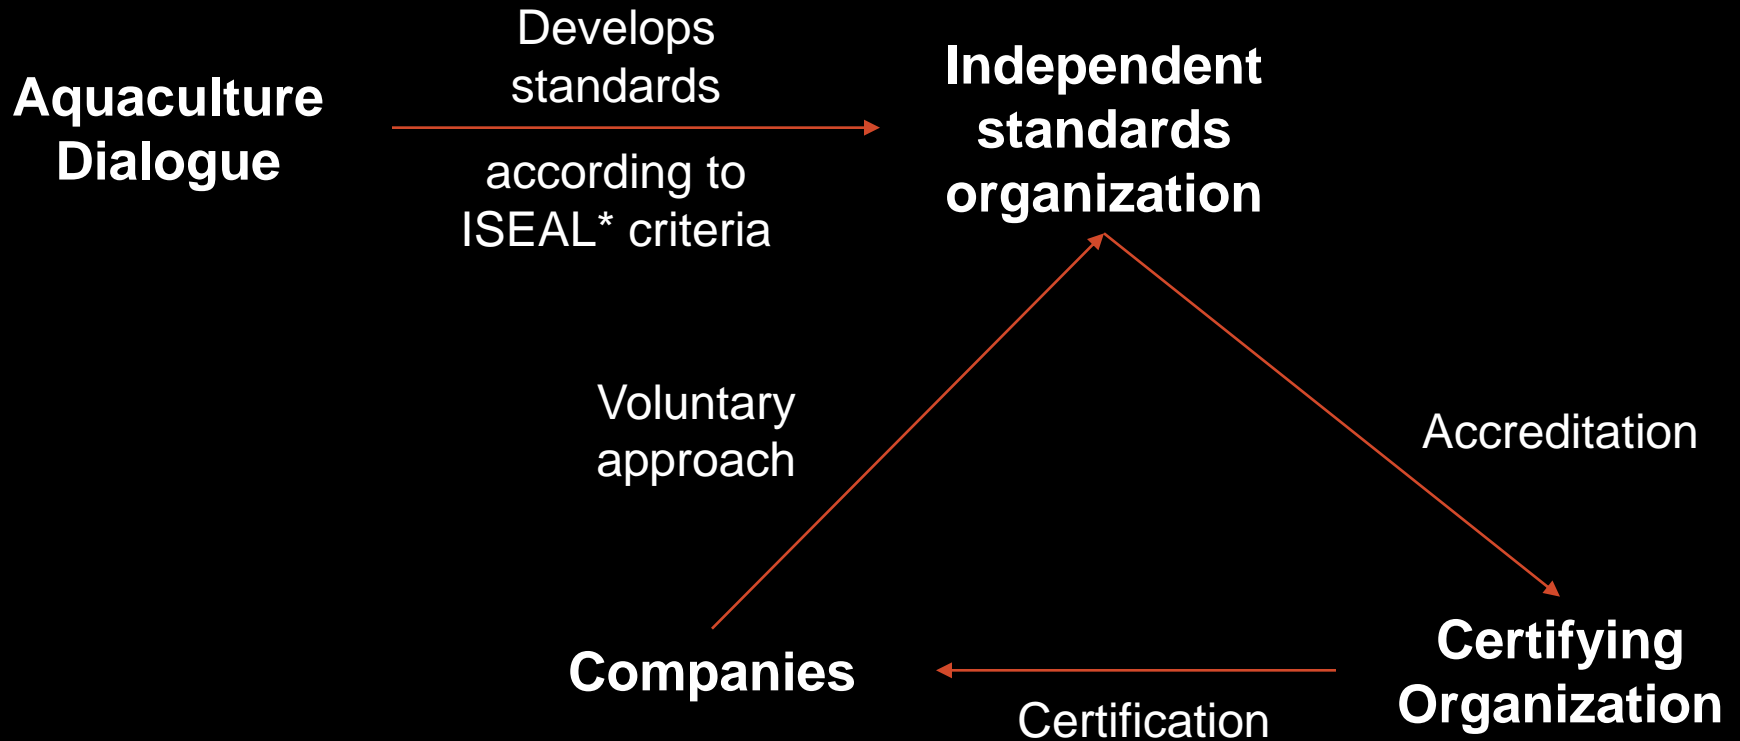 Aquaculture
Dialogue
Develops
standards
according to
ISEAL* criteria
Independent
standards
organization
Voluntary
approach
Accreditation
Companies
Certification
Certifying
Organization